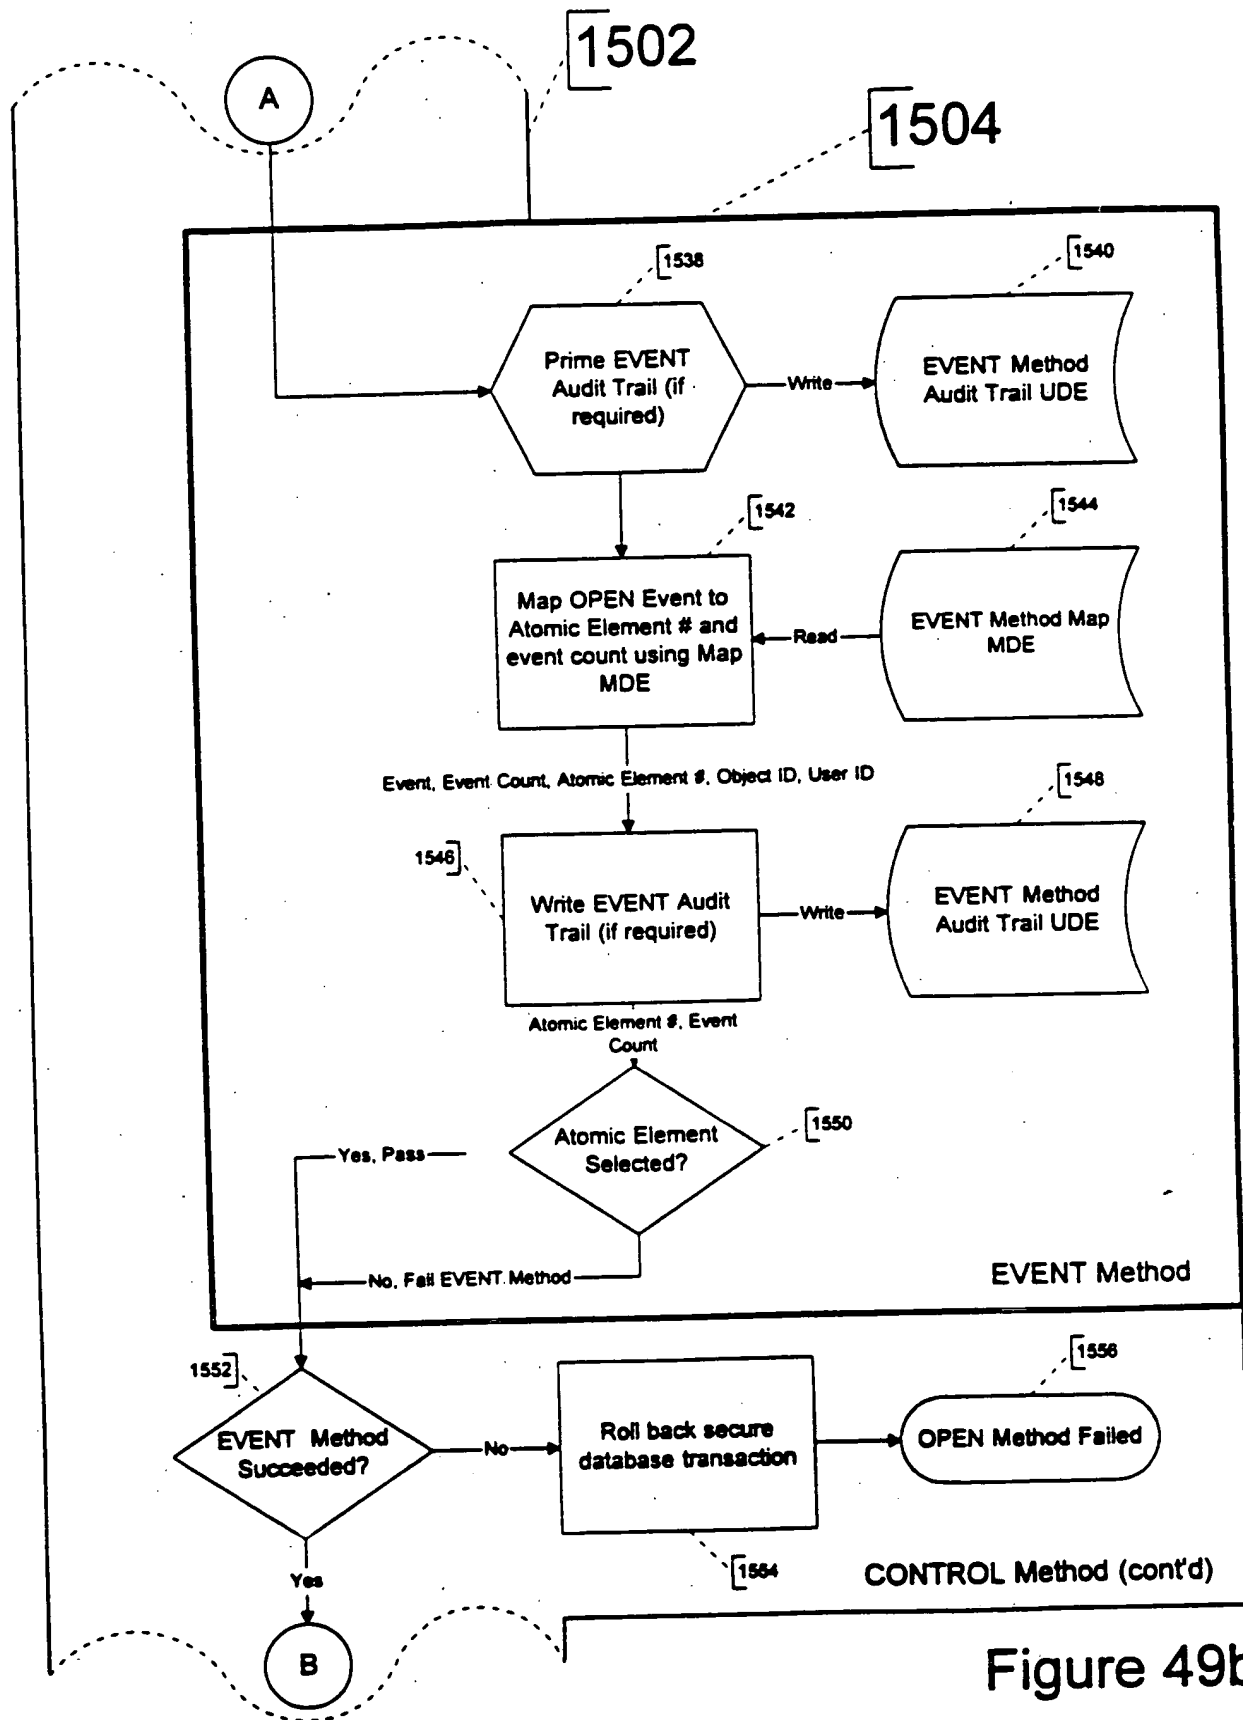 1502
A
1504
1538
1540
Prime EVENT
Audit Trail (if
required)
Write
EVENT Method
Audit Trail UDE
1542
1544
Map OPEN Event to
Atomic Element # and
event count using Map
MDE
Read
EVENT Method Map
MDE
Event, Event Count, Atomic Element #, Object ID, User ID
1548
1546
Write EVENT Audit
Trail (if required)
Write
EVENT Method
Audit Trail UDE
Atomic Element #, Event
Count
1550
Atomic Element
Selected?
Yes, Pass
No, Fail EVENT Method
EVENT Method
1552
1556
EVENT Method
Succeeded?
No
Roll back secure
database transaction
OPEN Method Failed
1554
Yes
CONTROL Method (cont'd)
B
Figure 49b